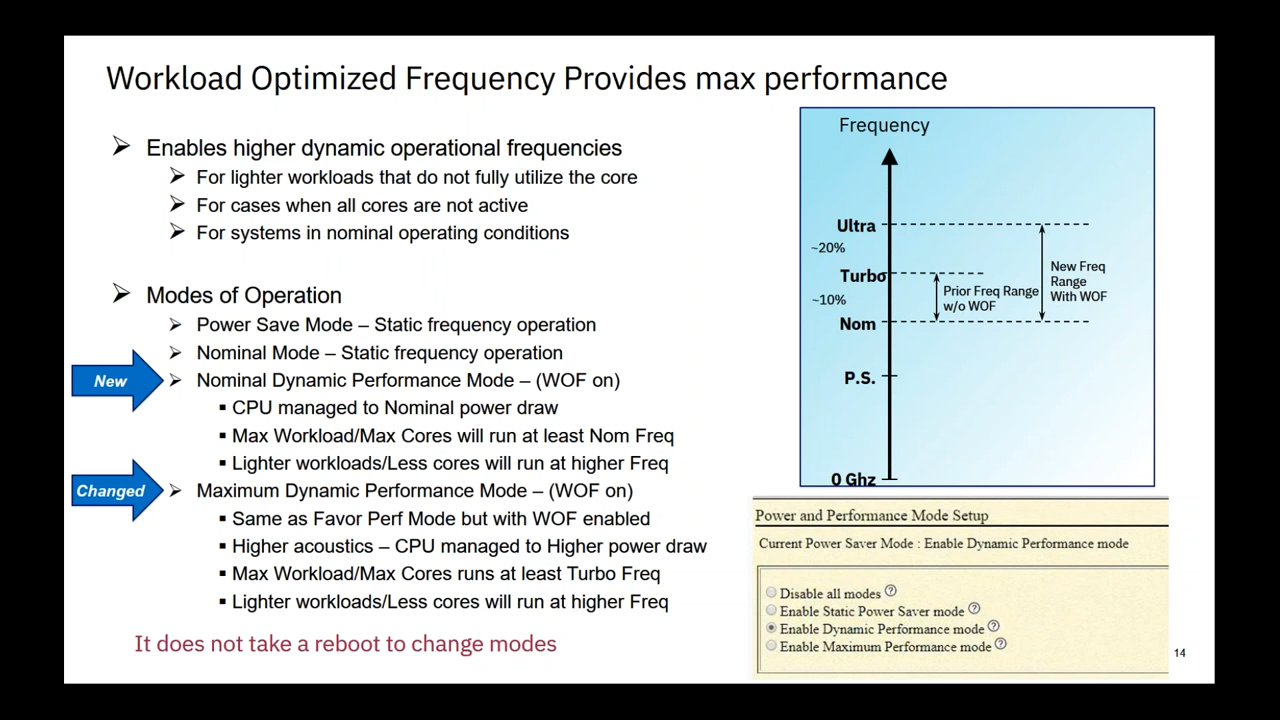 Workload Optimized Frequency Provides max performance
➢ Enables higher dynamic operational frequencies
➢ For lighter workloads that do not fully utilize the core
➢ For cases when all cores are not active
➢ For systems in nominal operating conditions
➢ Modes of Operation
➢ Power Save Mode – Static frequency operation
➢ Nominal Mode – Static frequency operation
New
➢ Nominal Dynamic Performance Mode – (WOF on)
▪ CPU managed to Nominal power draw
▪ Max Workload/Max Cores will run at least Nom Freq
▪ Lighter workloads/Less cores will run at higher Freq
Changed
➢ Maximum Dynamic Performance Mode – (WOF on)
▪ Same as Favor Perf Mode but with WOF enabled
▪ Higher acoustics – CPU managed to Higher power draw
▪ Max Workload/Max Cores runs at least Turbo Freq
▪ Lighter workloads/Less cores will run at higher Freq
It does not take a reboot to change modes
Frequency
Ultra
~20%
Turbo
~10%
Nom
P.S.
0 Ghz
Prior Freq Range
w/o WOF
New Freq
Range
With WOF
Power and Performance Mode Setup
Current Power Saver Mode : Enable Dynamic Performance mode
Disable all modes ?
Enable Static Power Saver mode ?
Enable Dynamic Performance mode ?
Enable Maximum Performance mode ?
14